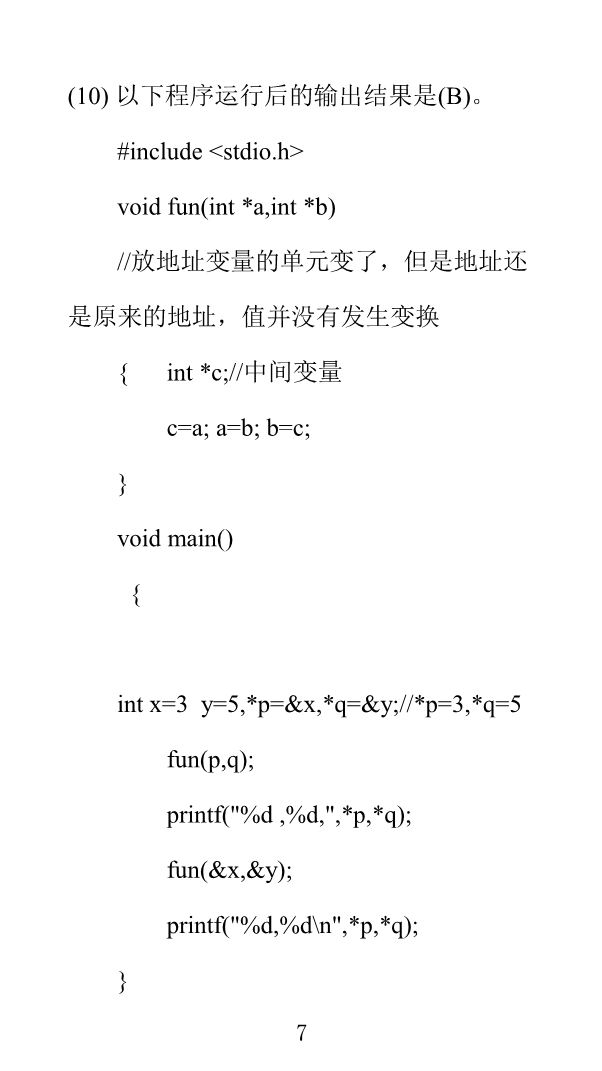 (10) 以下程序运行后的输出结果是(B)。
#include <stdio.h>
void fun(int *a,int *b)
//放地址变量的单元变了，但是地址还
是原来的地址，值并没有发生变换
{ int *c;//中间变量
c=a; a=b; b=c;
}
void main()
{
int x=3 y=5,*p=&x,*q=&y;//*p=3,*q=5
fun(p,q);
printf("%d ,%d,",*p,*q);
fun(&x,&y);
printf("%d,%d\n",*p,*q);
}
7